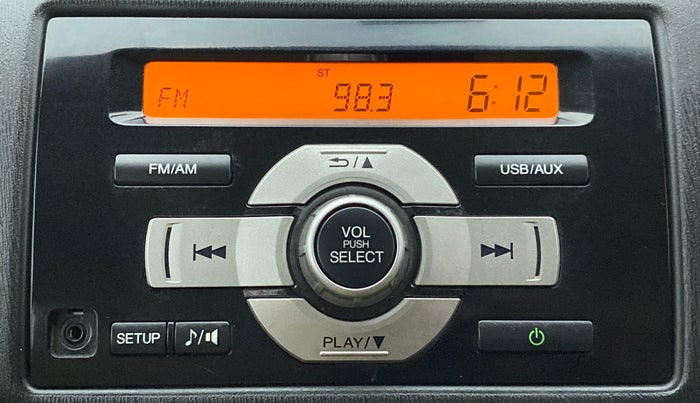 ST
FM 98.3 6:12
FM/AM
USB/AUX
VOL
PUSH
SELECT
SETUP
PLAY/▼